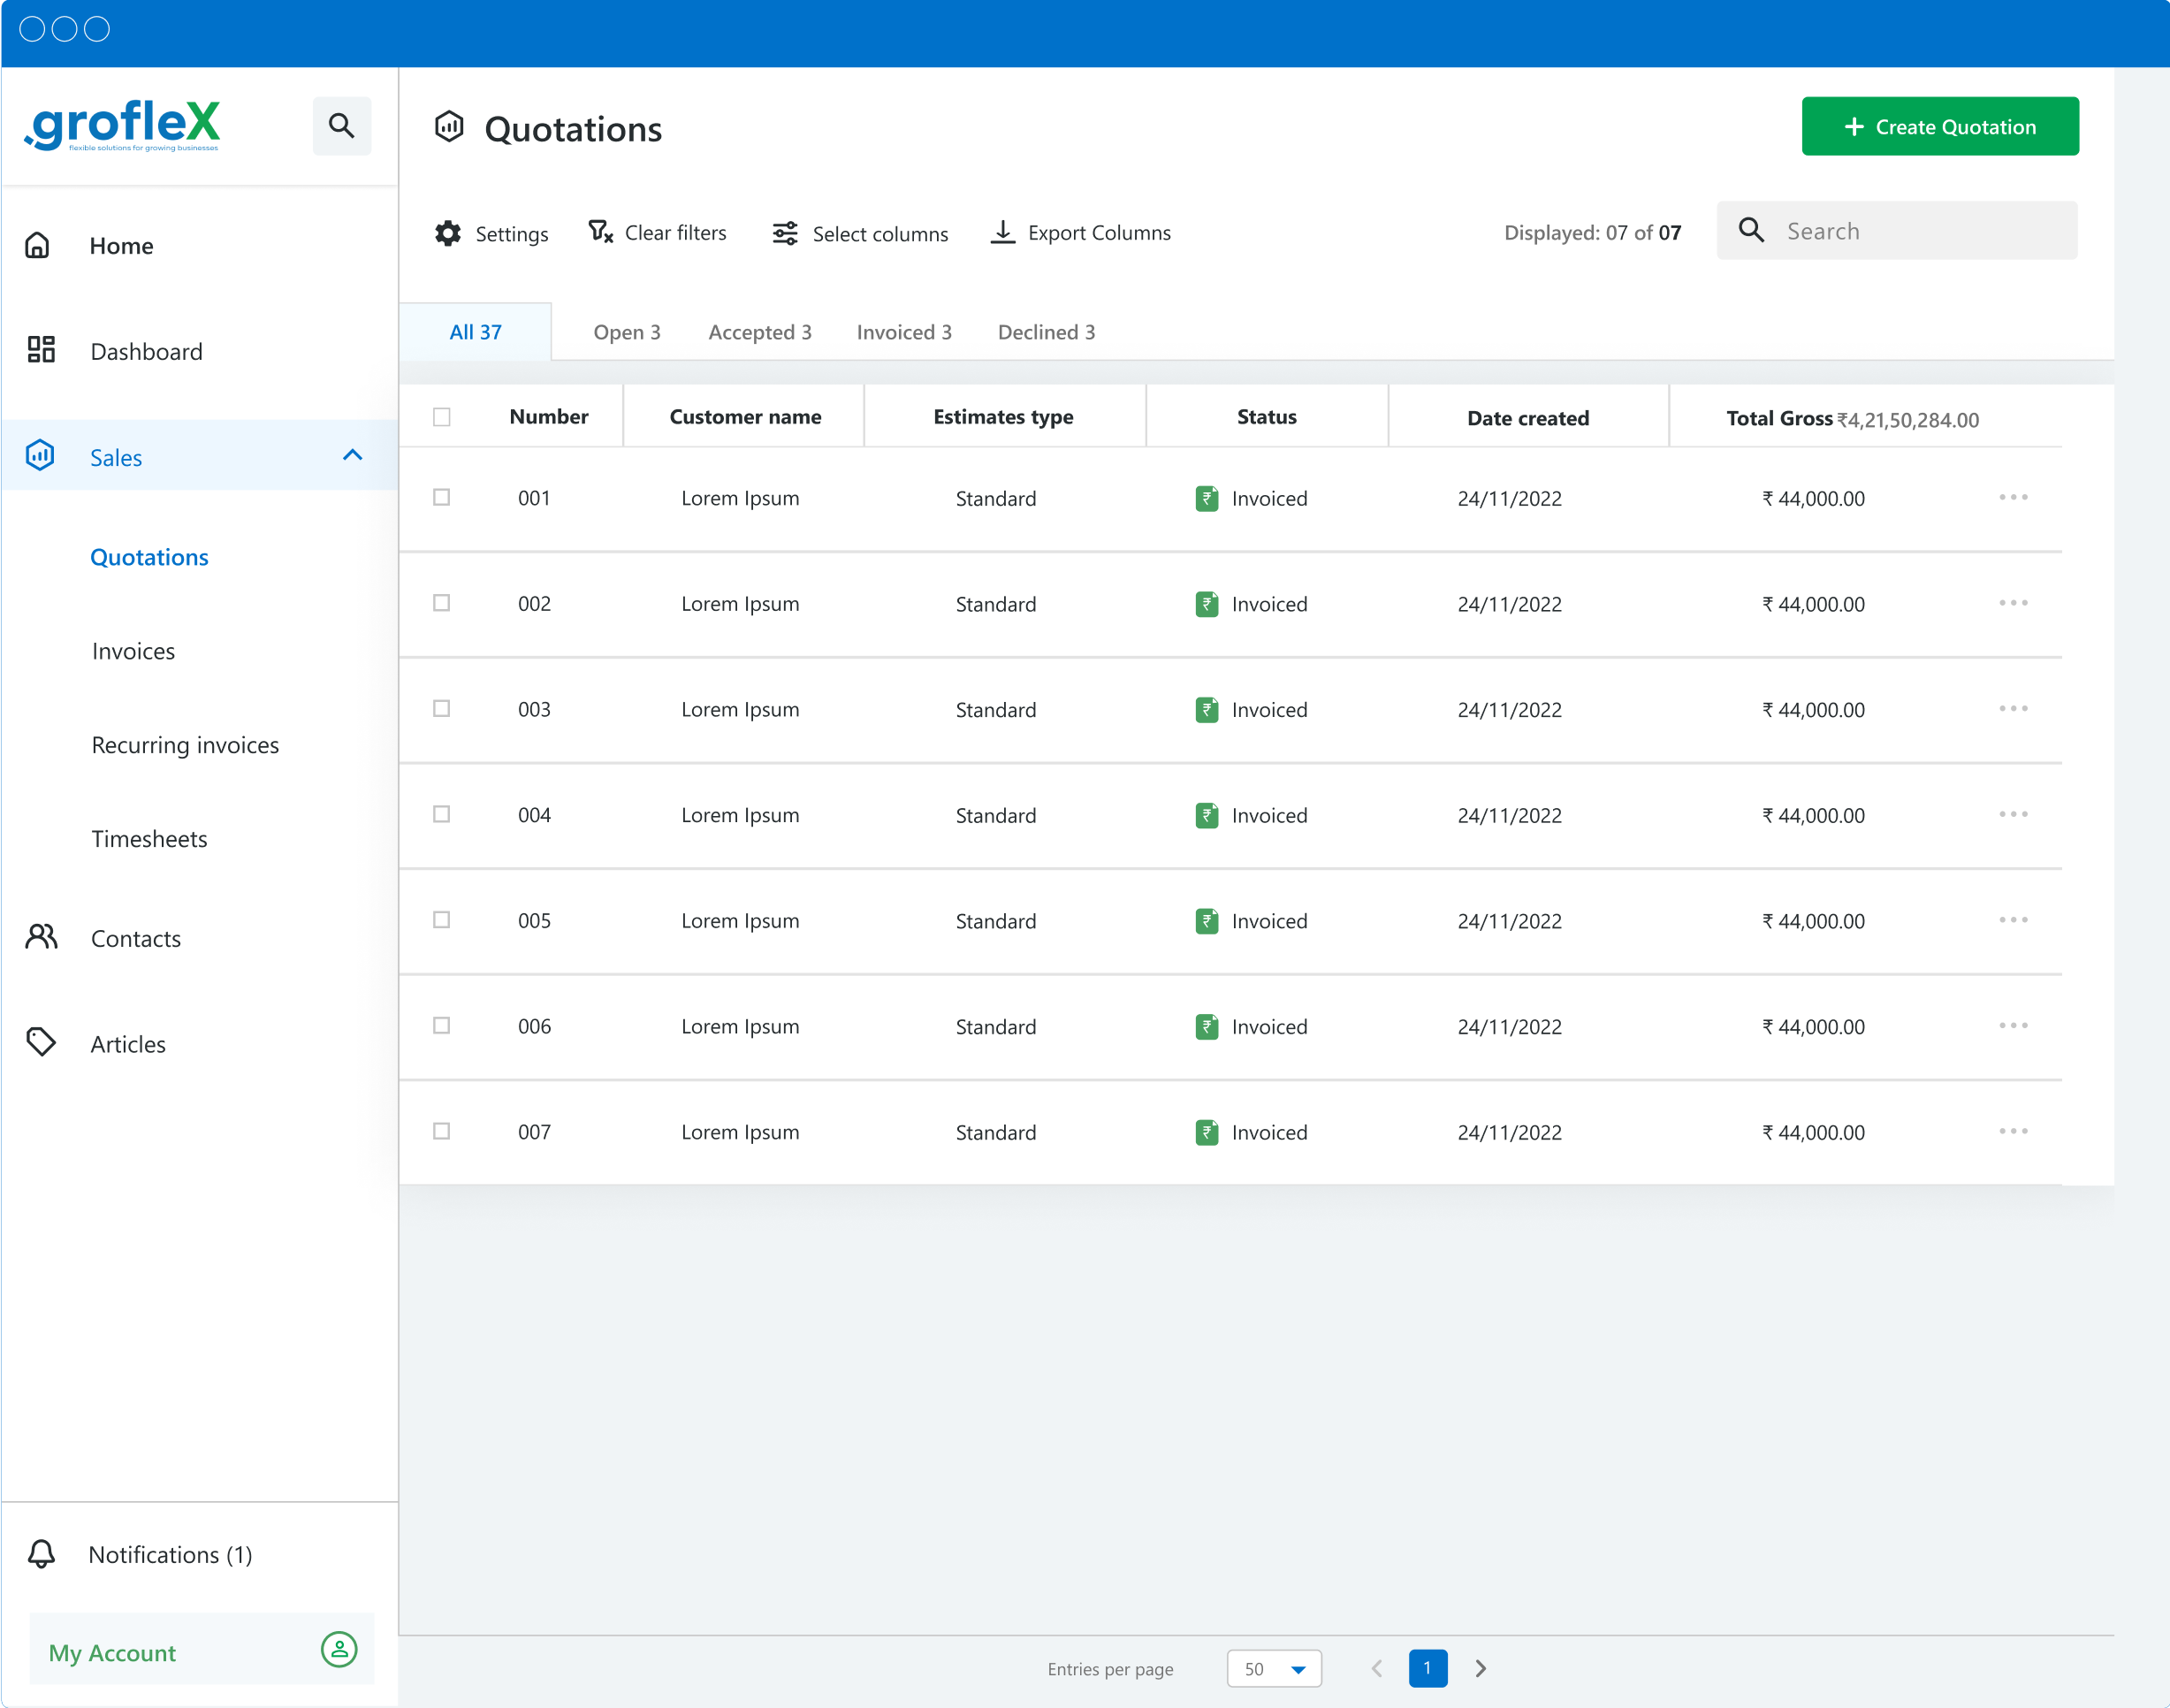 .grofleX
flexible solutions for growing businesses
Home
Dashboard
Sales
Quotations
Invoices
Recurring invoices
Timesheets
Contacts
Articles
Notifications (1)
My Account
Quotations
+ Create Quotation
Settings Clear filters Select columns Export Columns Displayed: 07 of 07 Search
All 37 Open 3 Accepted 3 Invoiced 3 Declined 3
Number Customer name Estimates type Status Date created Total Gross ₹4,21,50,284.00
001 Lorem Ipsum Standard ₹ Invoiced 24/11/2022 ₹ 44,000.00
002 Lorem Ipsum Standard ₹ Invoiced 24/11/2022 ₹ 44,000.00
003 Lorem Ipsum Standard ₹ Invoiced 24/11/2022 ₹ 44,000.00
004 Lorem Ipsum Standard ₹ Invoiced 24/11/2022 ₹ 44,000.00
005 Lorem Ipsum Standard ₹ Invoiced 24/11/2022 ₹ 44,000.00
006 Lorem Ipsum Standard ₹ Invoiced 24/11/2022 ₹ 44,000.00
007 Lorem Ipsum Standard ₹ Invoiced 24/11/2022 ₹ 44,000.00
Entries per page 50 1